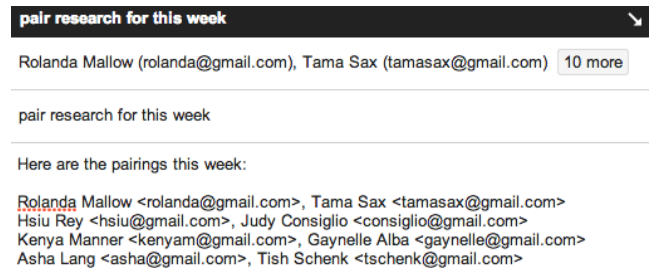 pair research for this week
Rolanda Mallow (rolanda@gmail.com), Tama Sax (tamasax@gmail.com) 10 more
pair research for this week
Here are the pairings this week:
Rolanda Mallow <rolanda@gmail.com>, Tama Sax <tamasax@gmail.com>
Hsiu Rey <hsiu@gmail.com>, Judy Consiglio <consiglio@gmail.com>
Kenya Manner <kenyam@gmail.com>, Gaynelle Alba <gaynelle@gmail.com>
Asha Lang <asha@gmail.com>, Tish Schenk <tschenk@gmail.com>